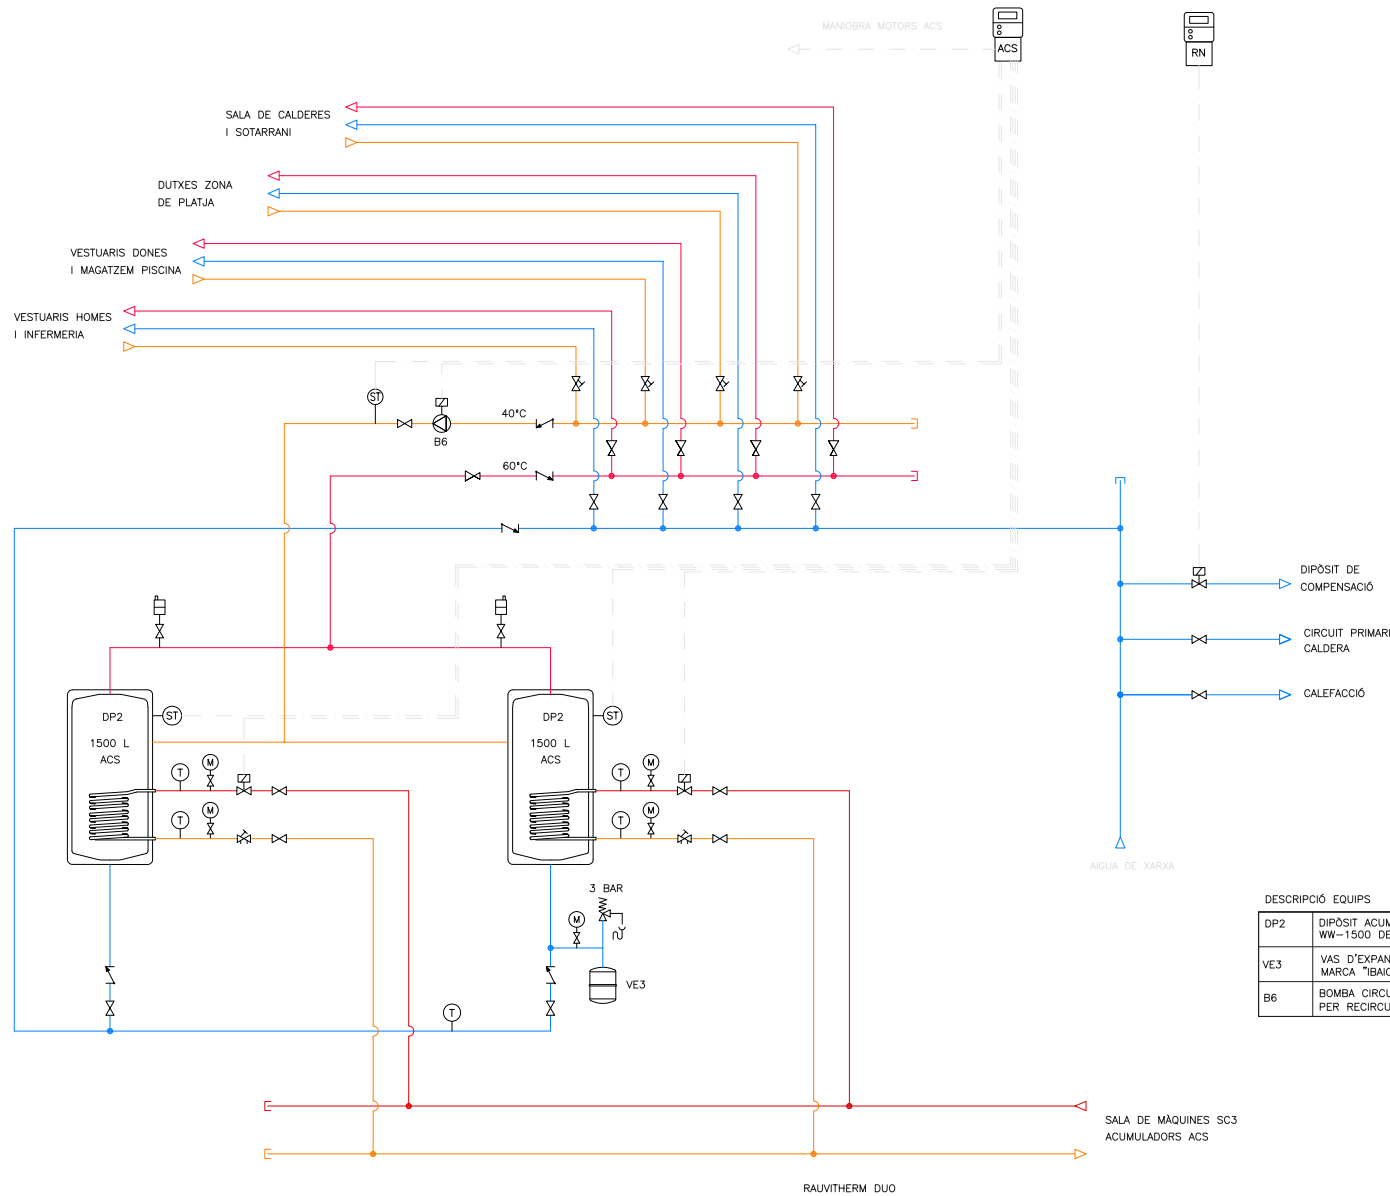 MANIOBRA MOTORS ACS
ACS
RN
SALA DE CALDERES
I SOTARRANI
DUTXES ZONA
DE PLATJA
VESTUARIS DONES
I MAGATZEM PISCINA
VESTUARIS HOMES
I INFERMERIA
ST
40°C
B6
60°C
DIPÒSIT DE
COMPENSACIÓ
CIRCUIT PRIMARI
CALDERA
CALEFACCIÓ
DP2
ST
1500 L
ACS
T
M
T
M
DP2
ST
1500 L
ACS
T
M
T
M
AIGUA DE XARXA
3 BAR
M
VE3
T
DESCRIPCIÓ EQUIPS
DP2
DIPÒSIT ACUM
WW-1500 DE
VE3
VAS D'EXPAN
MARCA "IBAIO
B6
BOMBA CIRCU
PER RECIRCU
SALA DE MÀQUINES SC3
ACUMULADORS ACS
RAUVITHERM DUO